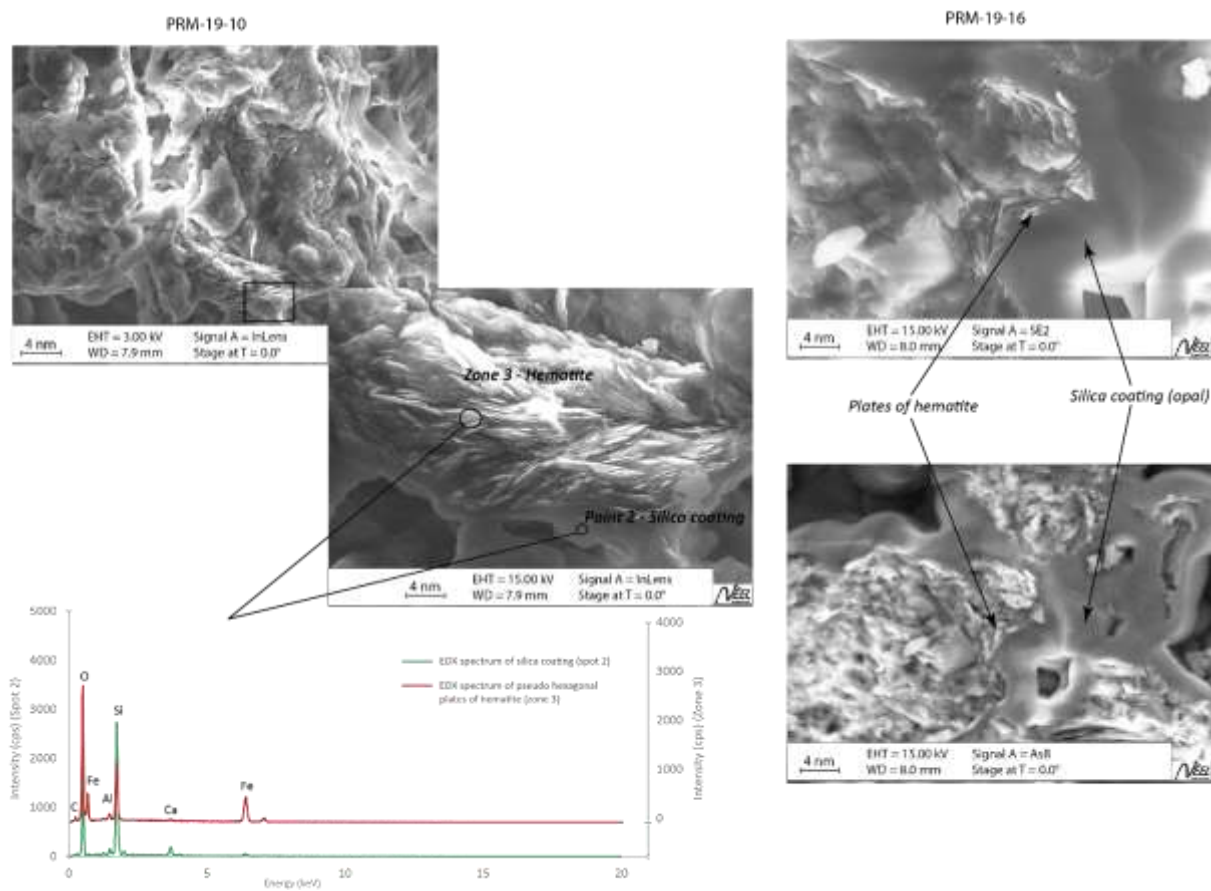 PRM-19-10
PRM-19-16
4 nm
EHT = 3.00 kV
WD = 7.9 mm
Signal A = InLens
Stage at T = 0.0°
Zone 3 - Hematite
Point 2 - Silica coating
4 nm
EHT = 15.00 kV
WD = 7.9 mm
Signal A = InLens
Stage at T = 0.0°
NEEL
4 nm
EHT = 15.00 kV
WD = 8.0 mm
Signal A = SE2
Stage at T = 0.0°
NEEL
Plates of hematite
Silica coating (opal)
4 nm
EHT = 15.00 kV
WD = 8.0 mm
Signal A = AsB
Stage at T = 0.0°
NEEL
Intensity (cps) (Spot 2)
5000
4000
3000
2000
1000
0
O
Si
C
Fe
Al
Ca
Fe
EDX spectrum of silica coating (spot 2)
EDX spectrum of pseudo hexagonal
plates of hematite (zone 3)
4000
3000
2000
1000
0
Intensity (cps) (Zone 3)
0
5
10
15
20
Energy (keV)